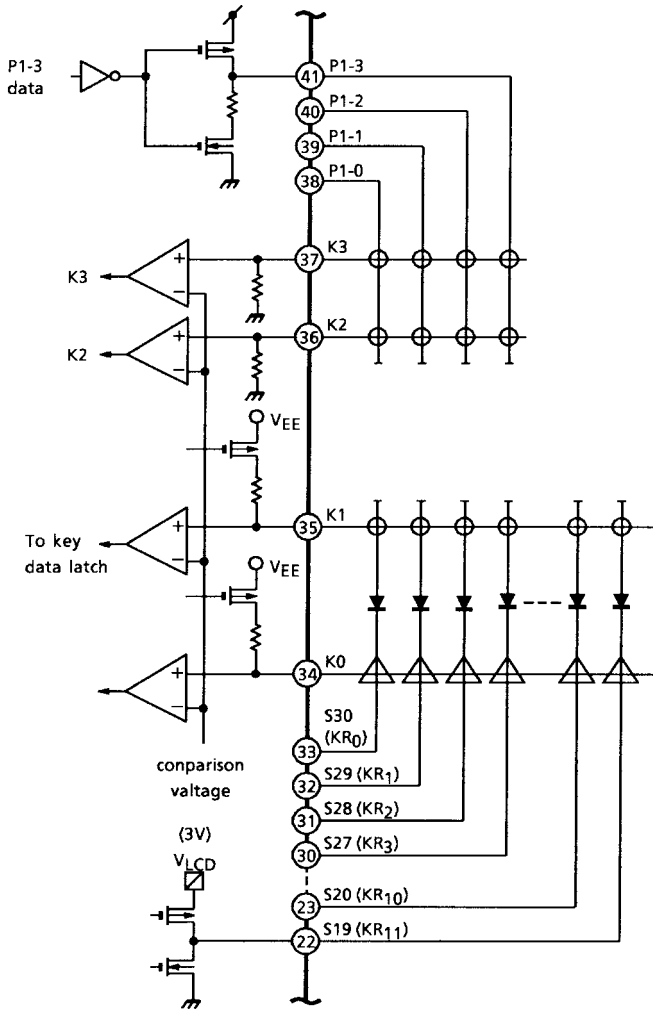 P1-3
data
41 P1-3
40 P1-2
39 P1-1
38 P1-0
K3
+
−
37 K3
K2
+
−
36 K2
VEE
To key
data latch
+
−
35 K1
VEE
+
−
34 K0
conparison
valtage
S30
(KR0)
33
32 S29 (KR1)
31 S28 (KR2)
30 S27 (KR3)
(3V)
VLCD
23 S20 (KR10)
22 S19 (KR11)